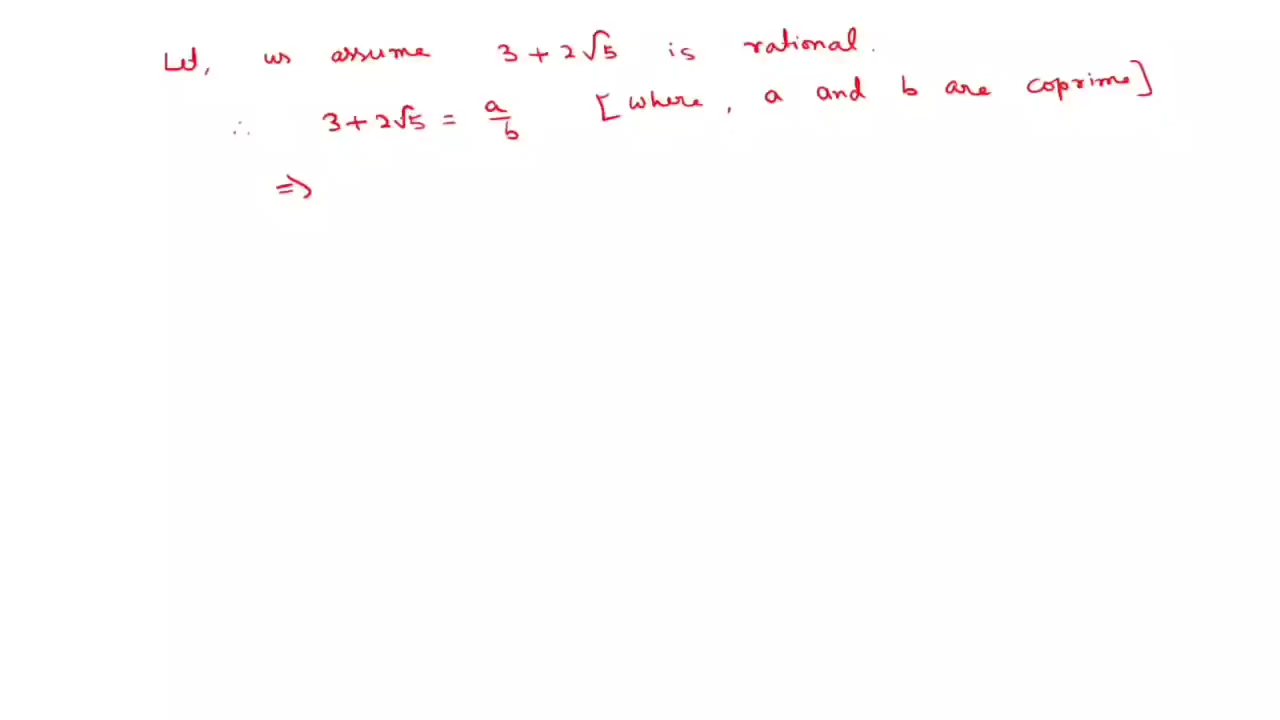 Let, us assume 3 + 2√5 is rational.
∴ 3 + 2√5 = a/b [where, a and b are coprime]
⇒